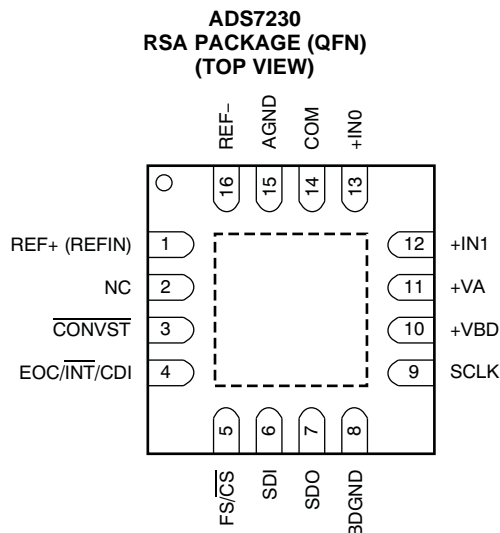 ADS7230
RSA PACKAGE (QFN)
(TOP VIEW)
REF−
AGND
COM
+IN0
16
15
14
13
REF+ (REFIN)
1
12
+IN1
NC
2
11
+VA
CONVST
3
10
+VBD
EOC/INT/CDI
4
9
SCLK
5
6
7
8
FS/CS
SDI
SDO
BDGND